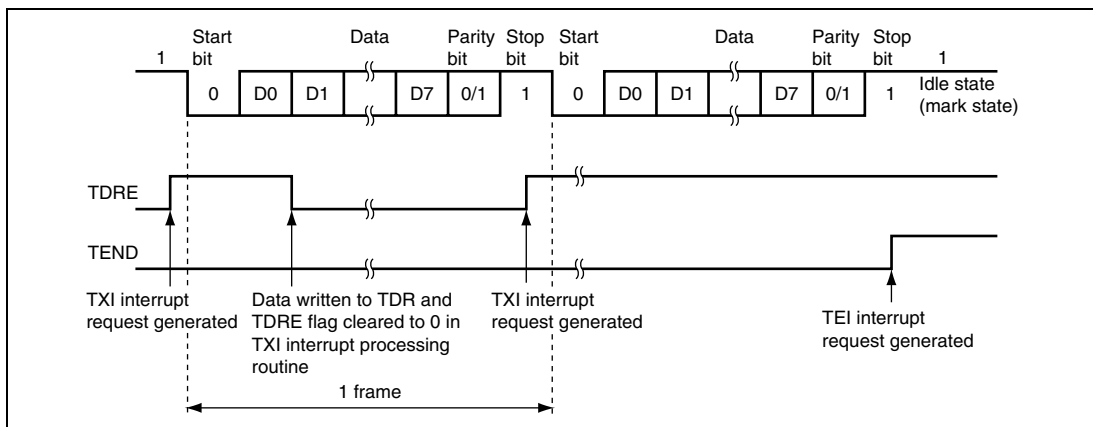 Start bit Data Parity bit Stop bit Start bit Data Parity bit Stop bit
1 0 D0 D1 D7 0/1 1 0 D0 D1 D7 0/1 1 1
Idle state
(mark state)
TDRE
TEND
TXI interrupt
request generated
Data written to TDR and
TDRE flag cleared to 0 in
TXI interrupt processing
routine
TXI interrupt
request generated
TEI interrupt
request generated
1 frame